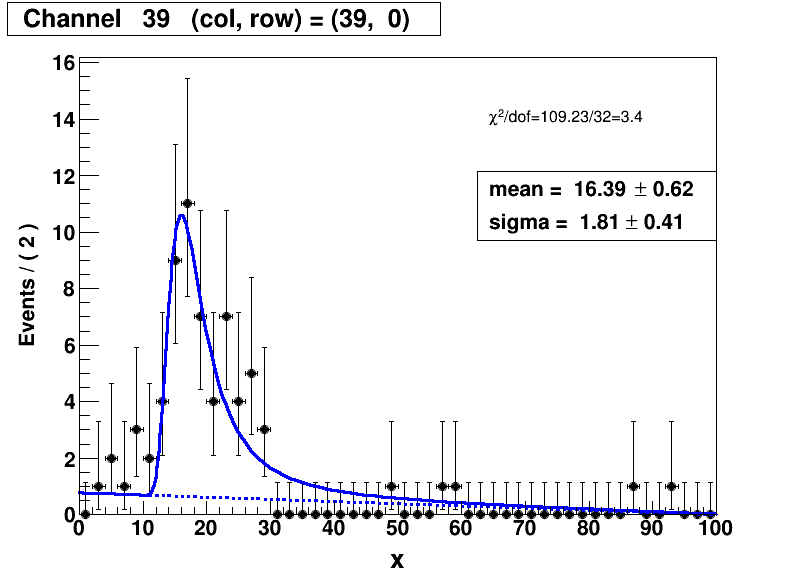 Channel 39 (col, row) = (39, 0)
χ²/dof=109.23/32=3.4
mean = 16.39 ± 0.62
sigma = 1.81 ± 0.41
Events / ( 2 )
16
14
12
10
8
6
4
2
0
0 10 20 30 40 50 60 70 80 90 100
x